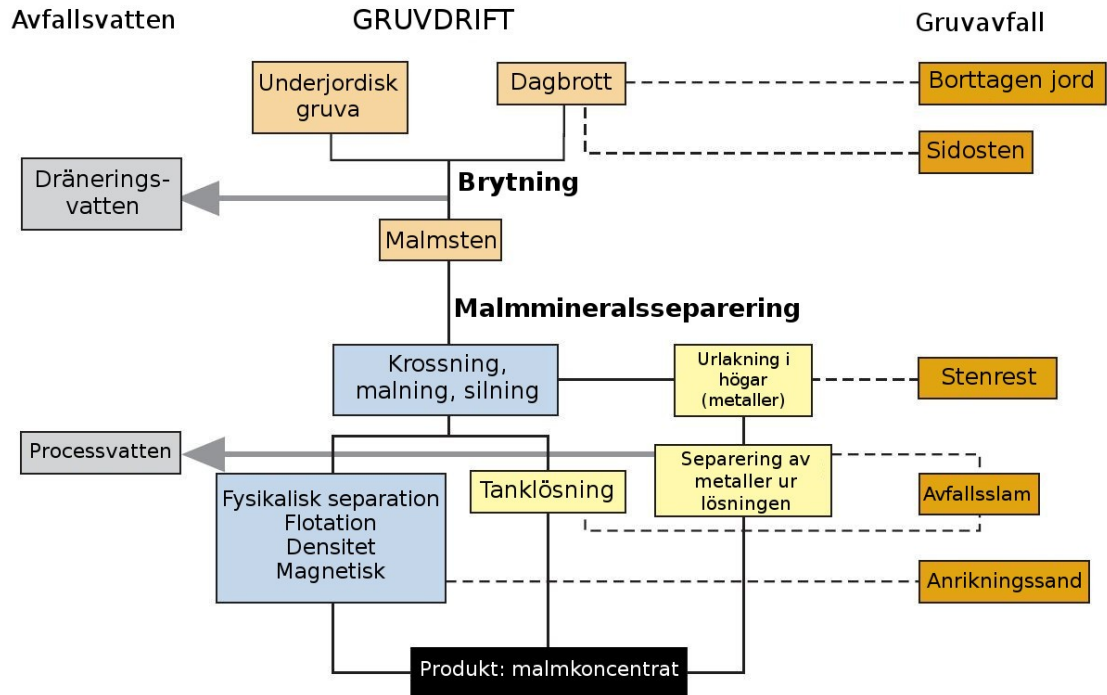 Avfallsvatten
GRUVDRIFT
Gruvavfall
Underjordisk
gruva
Dagbrott
Borttagen jord
Sidosten
Dränerings-
vatten
Brytning
Malmsten
Malmmineralsseparering
Krossning,
malning, silning
Urlakning i
högar
(metaller)
Stenrest
Processvatten
Fysikalisk separation
Flotation
Densitet
Magnetisk
Tanklösning
Separering av
metaller ur
lösningen
Avfallsslam
Anrikningssand
Produkt: malmkoncentrat